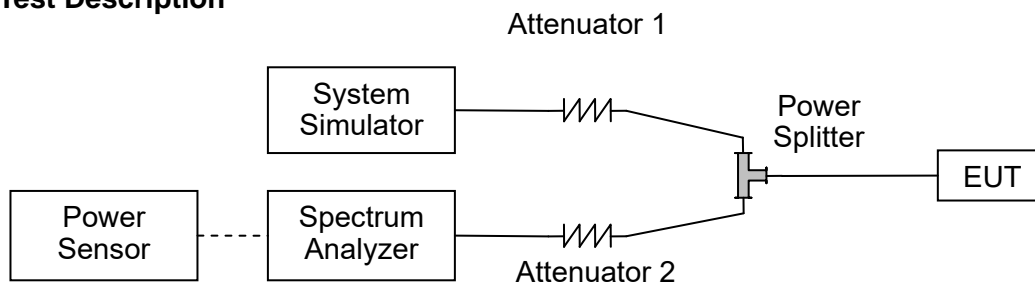 Test Description
Attenuator 1
System
Simulator
Power
Splitter
EUT
Power
Sensor
Spectrum
Analyzer
Attenuator 2